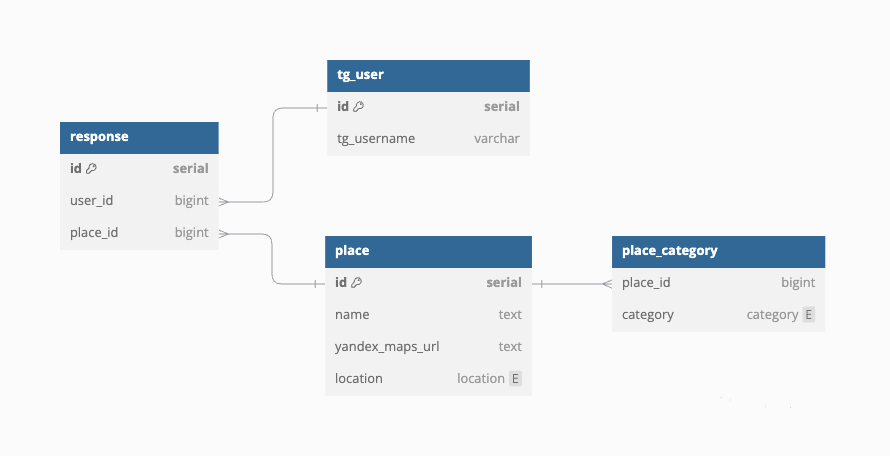 tg_user
id serial
tg_username varchar
response
id serial
user_id bigint
place_id bigint
place
id serial
name text
yandex_maps_url text
location location E
place_category
place_id bigint
category category E